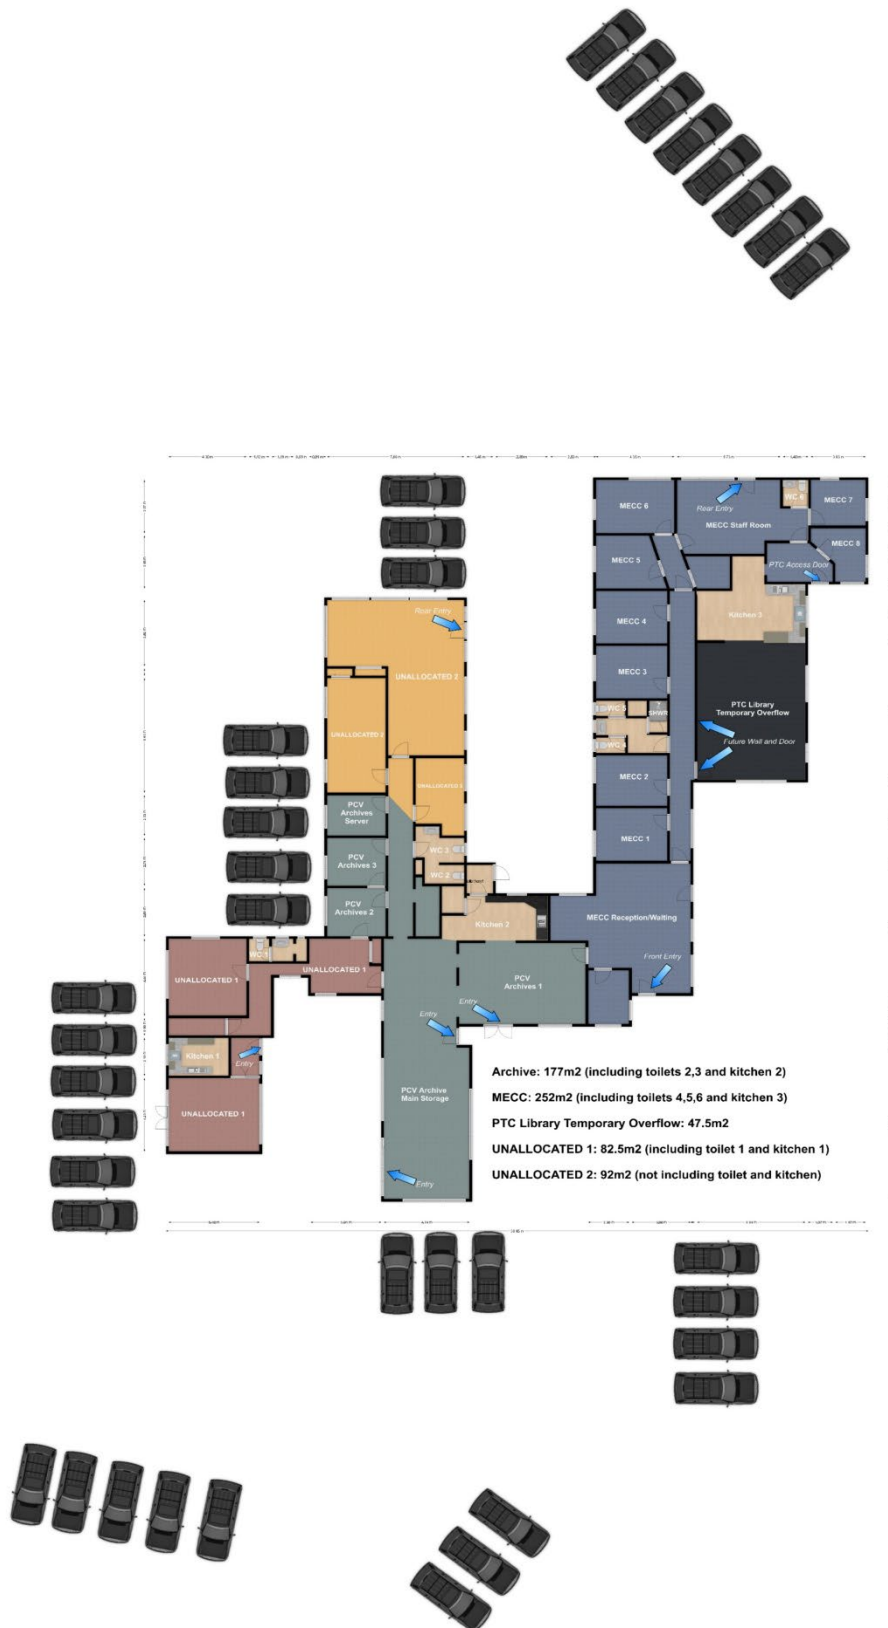 MECC 6
Rear Entry
MECC Staff Room
WC 6
MECC 7
MECC 8
MECC 5
PTC Access Door
Kitchen 3
MECC 4
Rear Entry
MECC 3
UNALLOCATED 2
PTC Library
Temporary Overflow
WC 5
SHWR
UNALLOCATED 2
Future Wall and Door
WC 4
MECC 2
UNALLOCATED 2
PCV
Archives
Server
MECC 1
WC 3
PCV
Archives 3
WC 2
PCV
Archives 2
MECC Reception/Waiting
Kitchen 2
WC 1
UNALLOCATED 1
UNALLOCATED 1
Front Entry
PCV
Archives 1
Entry
Entry
Kitchen 1
Entry
Archive: 177m2 (including toilets 2,3 and kitchen 2)
PCV Archive
Main Storage
MECC: 252m2 (including toilets 4,5,6 and kitchen 3)
UNALLOCATED 1
PTC Library Temporary Overflow: 47.5m2
UNALLOCATED 1: 82.5m2 (including toilet 1 and kitchen 1)
UNALLOCATED 2: 92m2 (not including toilet and kitchen)
Entry